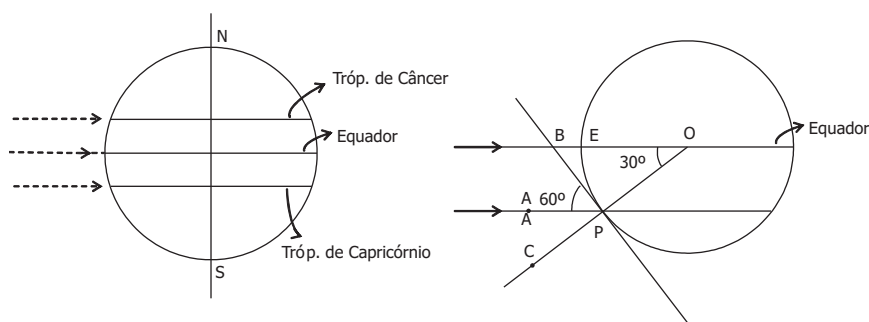 N
Tróp. de Câncer
Equador
Tróp. de Capricórnio
S
B
E
O
Equador
30º
A
60º
A
P
C